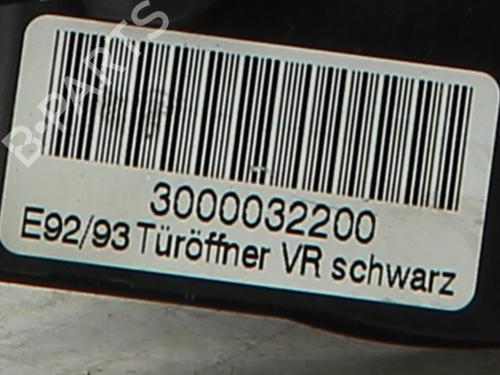 B-PARTS
3000032200
E92/93 Türöffner VR schwarz